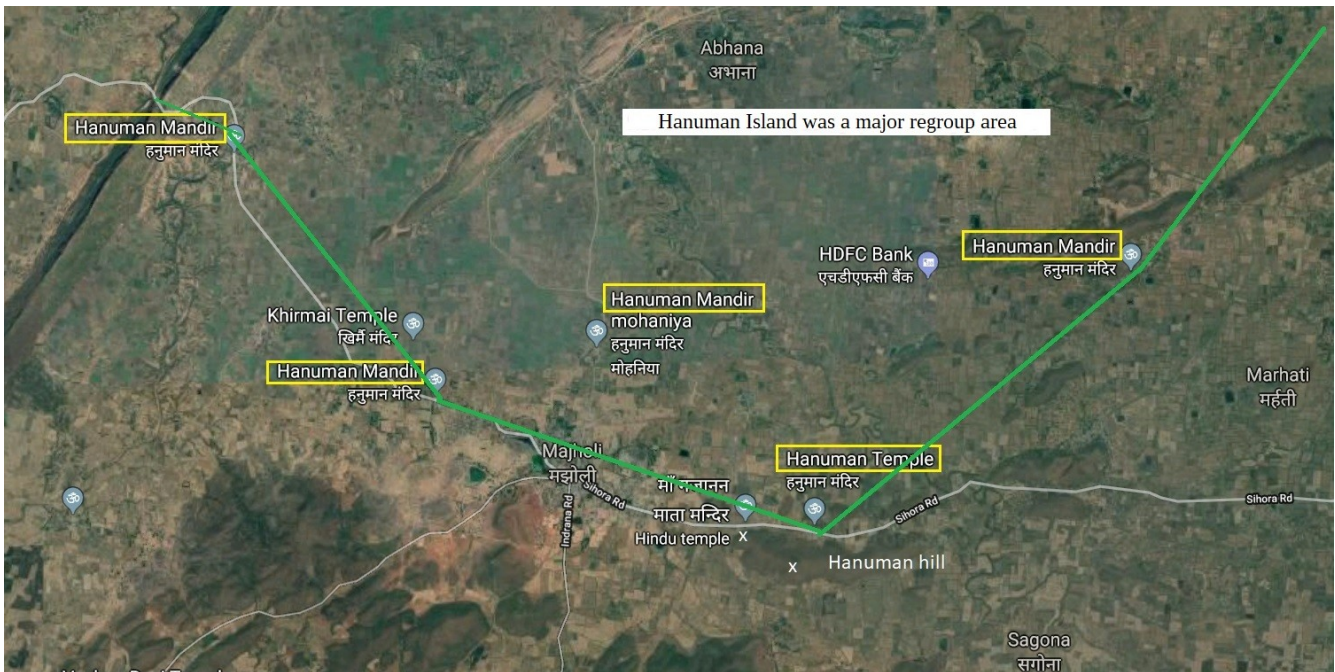 Abhana
अभाना
Hanuman Island was a major regroup area
Hanuman Mandir
हनुमान मंदिर
HDFC Bank
एचडीएफसी बैंक
Hanuman Mandir
हनुमान मंदिर
Hanuman Mandir
mohaniya
हनुमान मंदिर
मोहनिया
Khirmai Temple
खिर्मै मंदिर
Hanuman Mandir
हनुमान मंदिर
Marhati
मर्हती
Majholi
मझोली
Hanuman Temple
हनुमान मंदिर
माता मन्दिर
Hindu temple
Sihora Rd
Sihora Rd
Sihora Rd
Indrana Rd
x
x
Hanuman hill
Sagona
सगोना